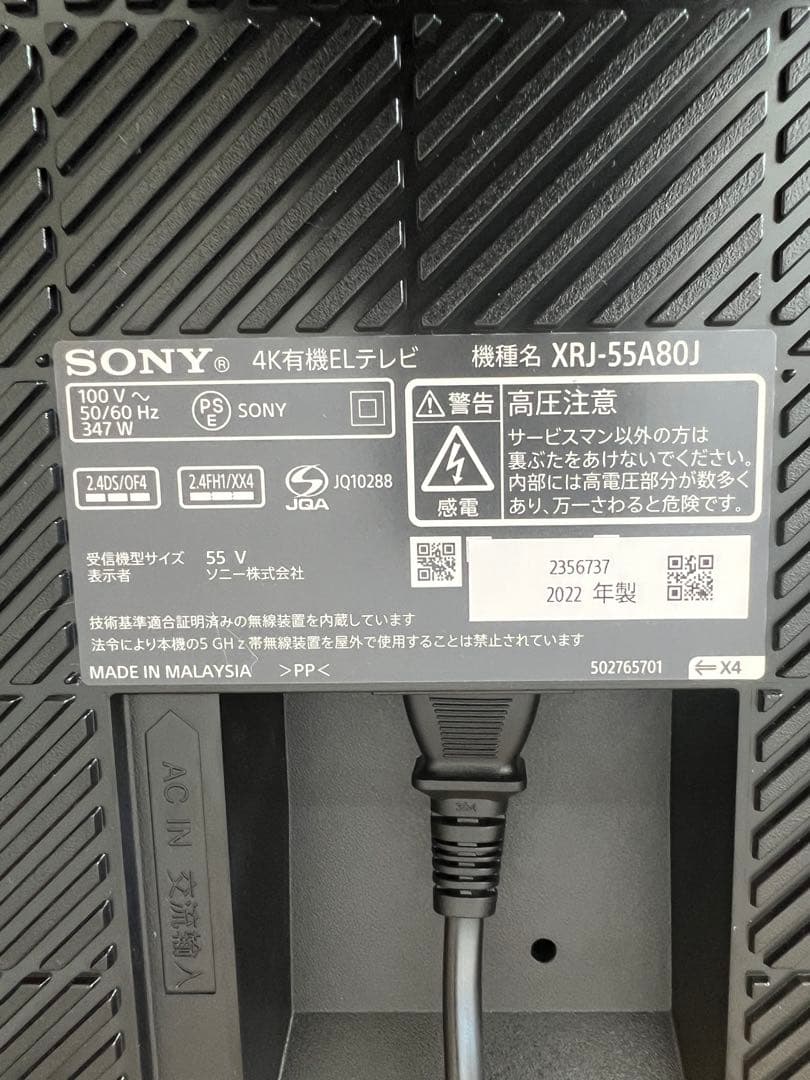 SONY® 4K有機ELテレビ 機種名 XRJ-55A80J
100 V ～
50/60 Hz
347 W
PS
E
SONY
⚠警告
高圧注意
サービスマン以外の方は
裏ぶたをあけないでください。
内部には高電圧部分が数多く
あり、万一さわると危険です。
感電
2.4DS/OF4
2.4FH1/XX4
JQA
JQ10288
受信機型サイズ 55 V
表示者 ソニー株式会社
2356737
2022 年製
技術基準適合証明済みの無線装置を内蔵しています
法令により本機の5 GHz帯無線装置を屋外で使用することは禁止されています
MADE IN MALAYSIA >PP< 502765701 ⇐X4
AC IN 交流輸入